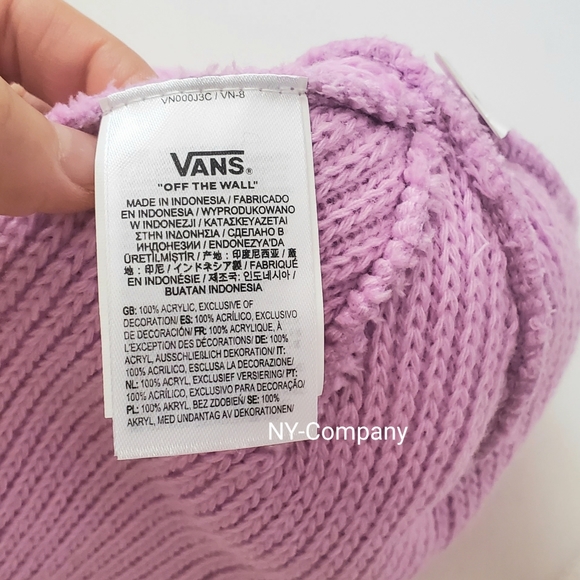 VN000J3C / VN-8
VANS®
"OFF THE WALL"
MADE IN INDONESIA / FABRICADO
EN INDONESIA / WYPRODUKOWANO
W INDONEZJI / ΚΑΤΑΣΚΕΥΑΖΕΤΑΙ
ΣΤΗΝ ΙΝΔΟΝΗΣΙΑ / СДЕЛАНО В
ИНДОНЕЗИИ / ENDONEZYA'DA
ÜRETİLMİŞTİR / 产地：印度尼西亚 / 產
地：印尼 / インドネシア製 / FABRIQUÉ
EN INDONÉSIE / 제조국: 인도네시아 /
BUATAN INDONESIA
GB: 100% ACRYLIC, EXCLUSIVE OF
DECORATION/ ES: 100% ACRÍLICO, EXCLUSIVO
DE DECORACIÓN/ FR: 100% ACRYLIQUE, À
L'EXCEPTION DES DÉCORATIONS/ DE: 100%
ACRYL, AUSSCHLIEßLICH DEKORATION/ IT:
100% ACRILICO, ESCLUSA LA DECORAZIONE/
NL: 100% ACRYL, EXCLUSIEF VERSIERING/ PT:
100% ACRÍLICO, EXCLUSIVO PARA DECORAÇÃO/
PL: 100% AKRYL, BEZ ZDOBIEŃ/ SE: 100%
AKRYL, MED UNDANTAG AV DEKORATIONEN/
NY-Company